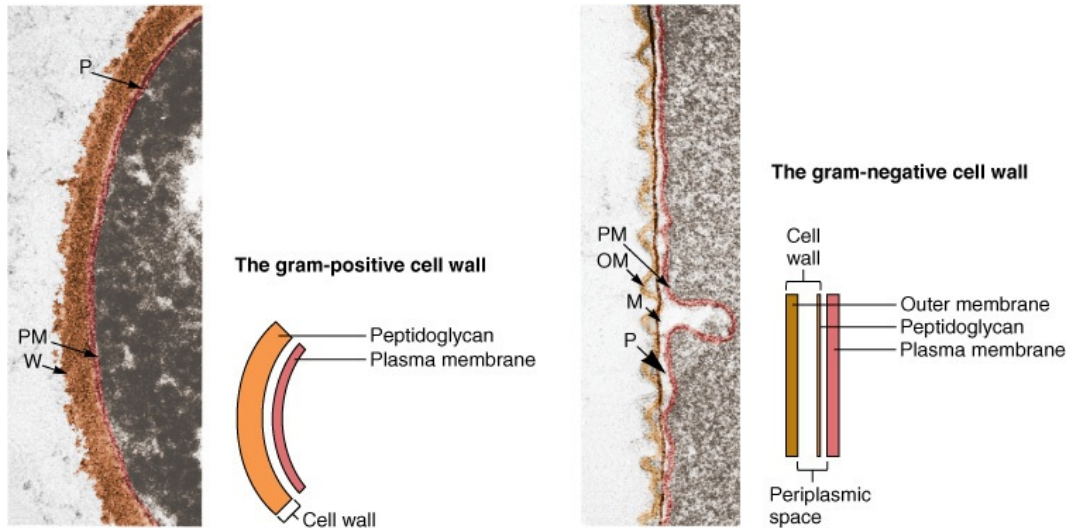 P
PM
W
The gram-positive cell wall
Peptidoglycan
Plasma membrane
Cell wall
PM
OM
M
P
The gram-negative cell wall
Cell
wall
Outer membrane
Peptidoglycan
Plasma membrane
Periplasmic
space